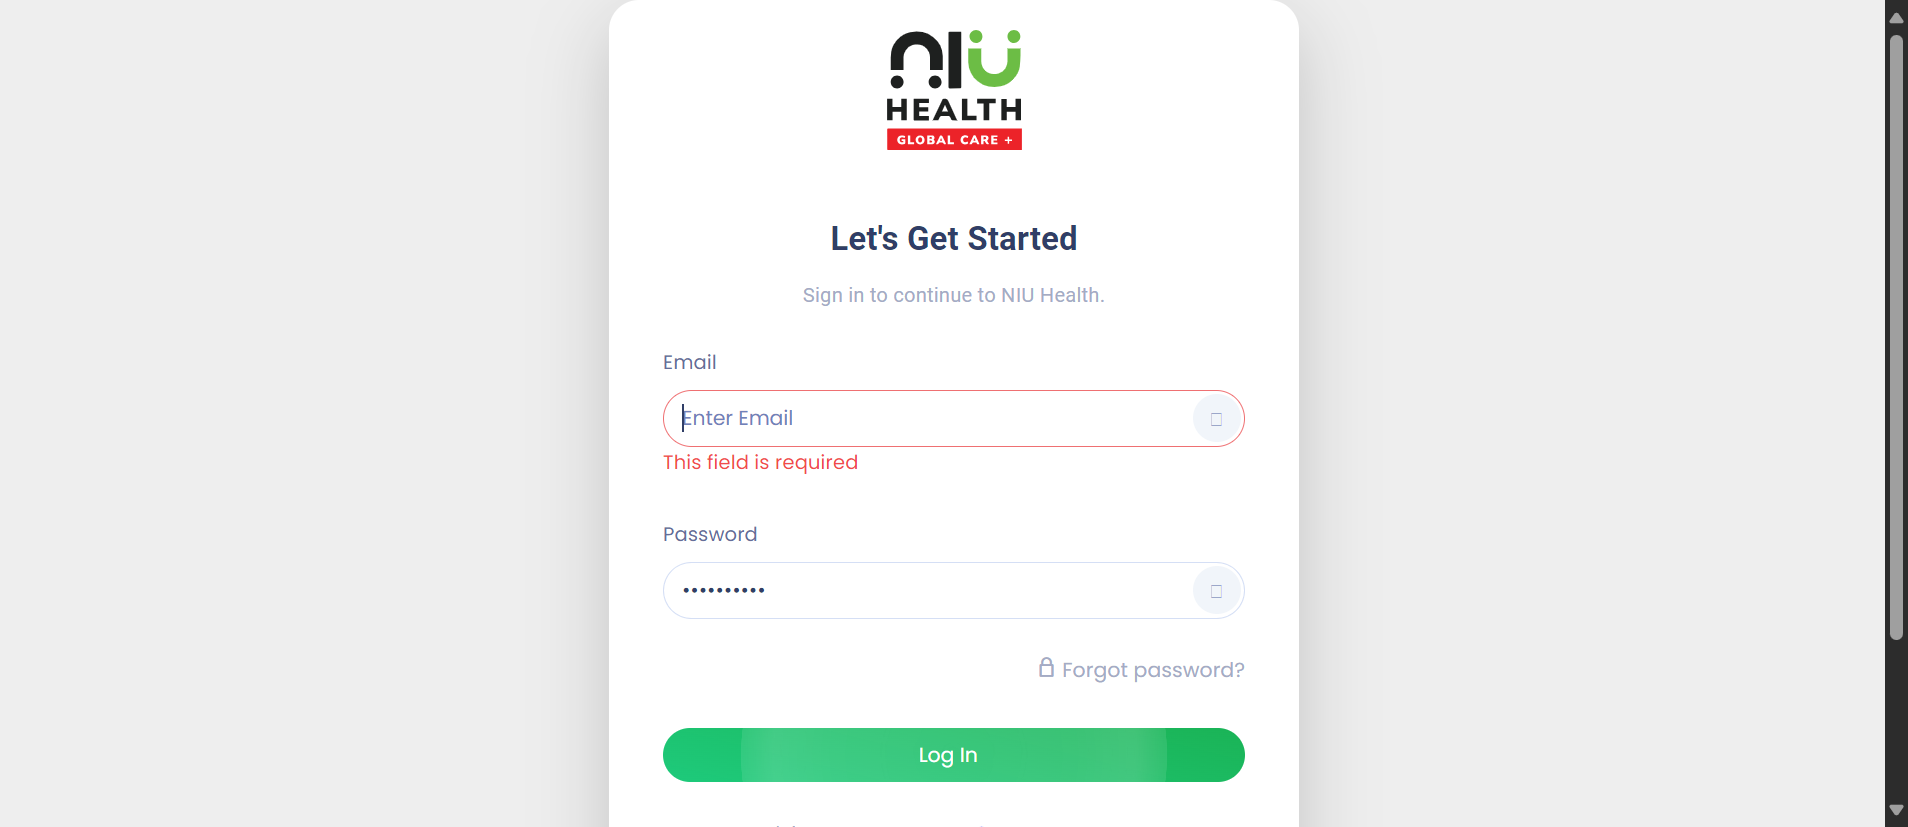 NIU
HEALTH
GLOBAL CARE +
Let's Get Started
Sign in to continue to NIU Health.
Email
Enter Email
This field is required
Password
••••••••••
Forgot password?
Log In